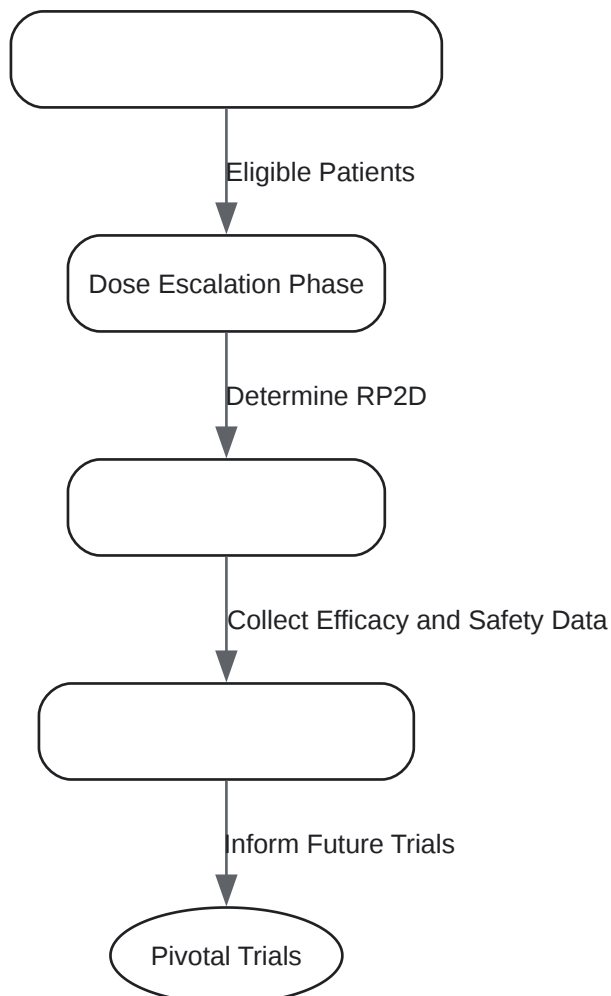 Eligible Patients
Dose Escalation Phase
Determine RP2D
Collect Efficacy and Safety Data
Inform Future Trials
Pivotal Trials